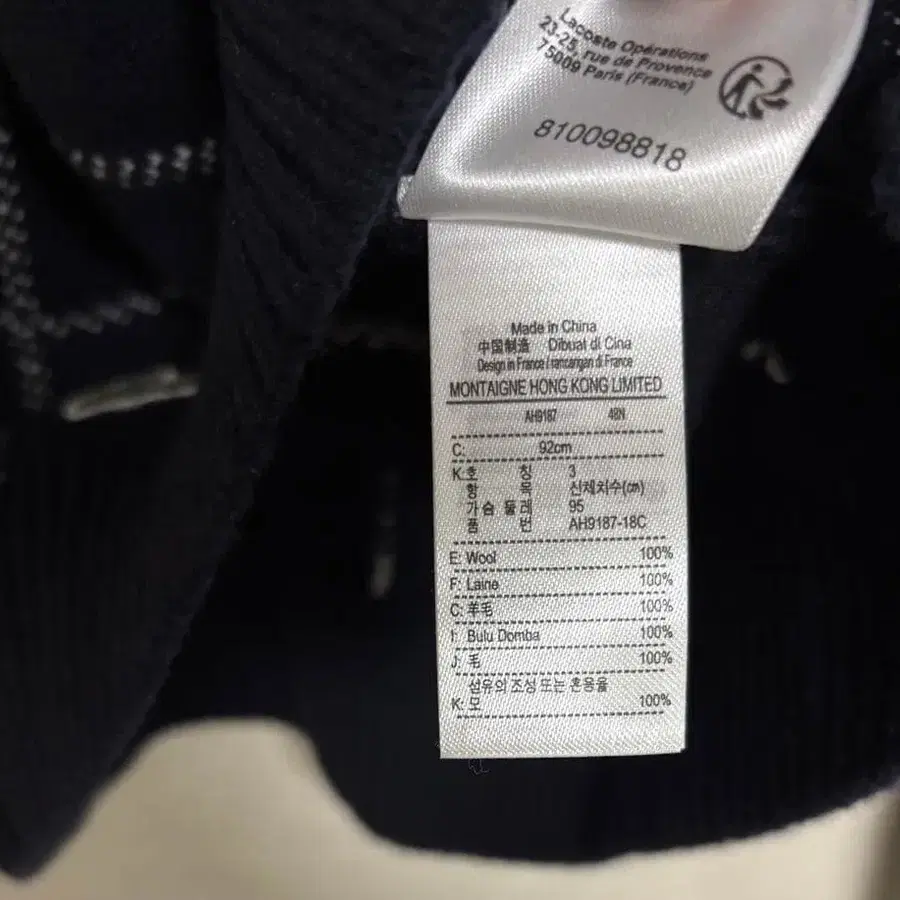 Lacoste Opérations
23-25, rue de Provence
75009 Paris (France)
810098818
Made in China
中国制造 Dibuat di Cina
Design in France / rancangan di France
MONTAIGNE HONG KONG LIMITED
AH9187 48N
C: 92cm
K:호 칭 3
항 목 신체치수(cm)
가슴 둘레 95
품 번 AH9187-18C
E: Wool 100%
F: Laine 100%
C: 羊毛 100%
I: Bulu Domba 100%
J: 毛 100%
섬유의 조성 또는 혼용율
K: 모 100%